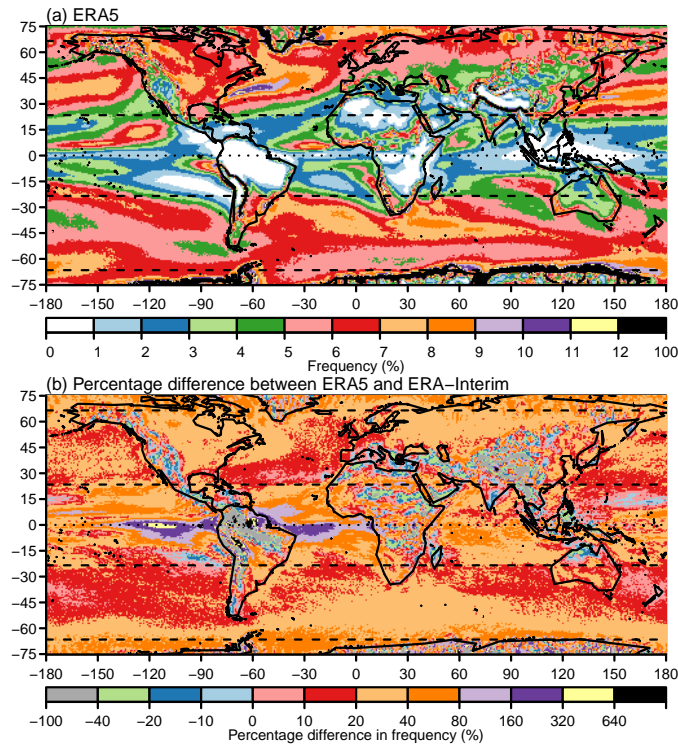 (a) ERA5
75
60
45
30
15
0
−15
−30
−45
−60
−75
−180 −150 −120 −90 −60 −30 0 30 60 90 120 150 180
0 1 2 3 4 5 6 7 8 9 10 11 12 100
Frequency (%)
(b) Percentage difference between ERA5 and ERA−Interim
75
60
45
30
15
0
−15
−30
−45
−60
−75
−180 −150 −120 −90 −60 −30 0 30 60 90 120 150 180
−100 −40 −20 −10 0 10 20 40 80 160 320 640
Percentage difference in frequency (%)